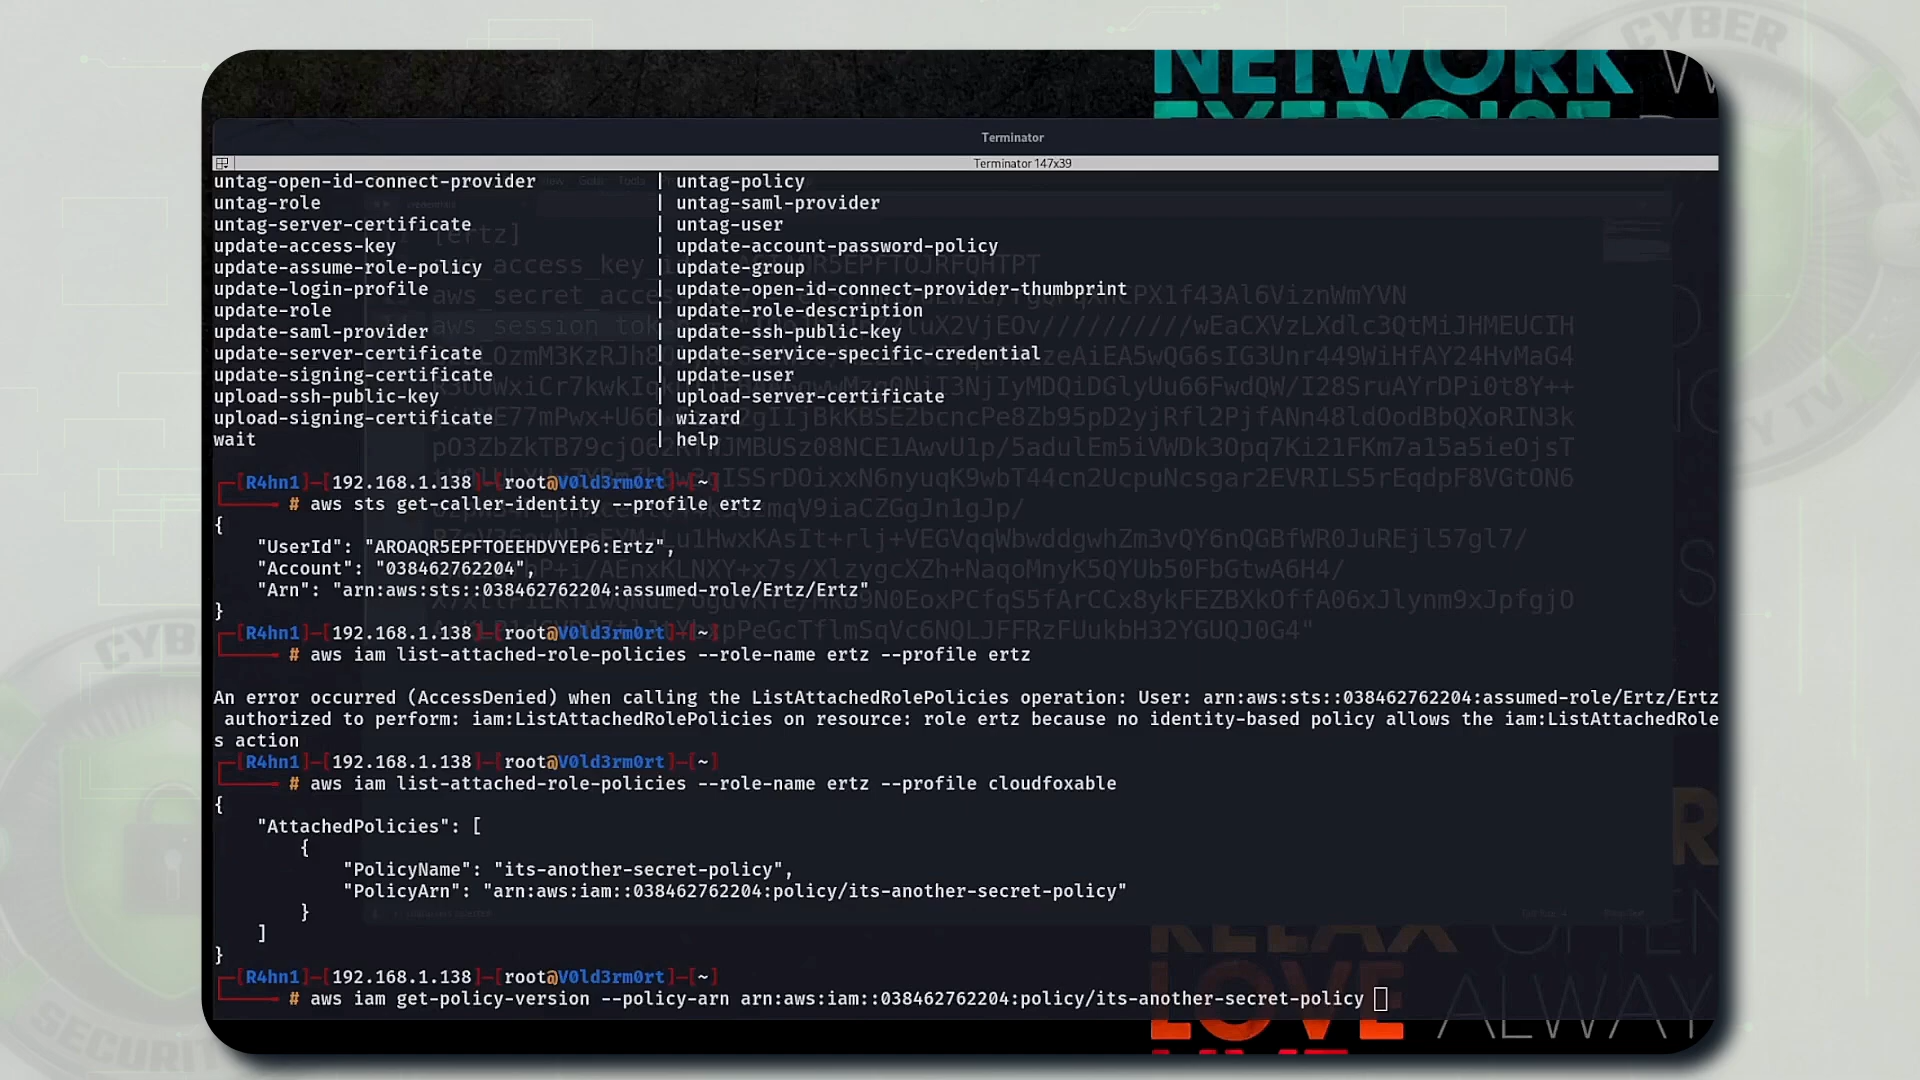 NETWORK
EXERCISE
Terminator
Terminator 147x39
untag-open-id-connect-provider | untag-policy
untag-role | untag-saml-provider
untag-server-certificate | untag-user
update-access-key | update-account-password-policy
update-assume-role-policy | update-group
update-login-profile | update-open-id-connect-provider-thumbprint
update-role | update-role-description
update-saml-provider | update-ssh-public-key
update-server-certificate | update-service-specific-credential
update-signing-certificate | update-user
upload-ssh-public-key | upload-server-certificate
upload-signing-certificate | wizard
wait | help
[R4hn1]-[192.168.1.138]-[root@V0ld3rm0rt]-[~]
# aws sts get-caller-identity --profile ertz
{
"UserId": "AROAQR5EPFTOEEHDVYEP6:Ertz",
"Account": "038462762204",
"Arn": "arn:aws:sts::038462762204:assumed-role/Ertz/Ertz"
}
[R4hn1]-[192.168.1.138]-[root@V0ld3rm0rt]-[~]
# aws iam list-attached-role-policies --role-name ertz --profile ertz
An error occurred (AccessDenied) when calling the ListAttachedRolePolicies operation: User: arn:aws:sts::038462762204:assumed-role/Ertz/Ertz
authorized to perform: iam:ListAttachedRolePolicies on resource: role ertz because no identity-based policy allows the iam:ListAttachedRole
s action
[R4hn1]-[192.168.1.138]-[root@V0ld3rm0rt]-[~]
# aws iam list-attached-role-policies --role-name ertz --profile cloudfoxable
{
"AttachedPolicies": [
{
"PolicyName": "its-another-secret-policy",
"PolicyArn": "arn:aws:iam::038462762204:policy/its-another-secret-policy"
}
]
}
[R4hn1]-[192.168.1.138]-[root@V0ld3rm0rt]-[~]
# aws iam get-policy-version --policy-arn arn:aws:iam::038462762204:policy/its-another-secret-policy
RELAX OFTEN
LOVE ALWAY
CYBER
SECURITY TV